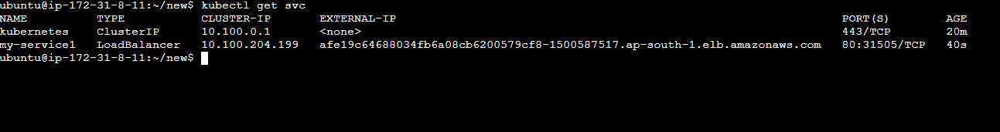 ubuntu@ip-172-31-8-11:~/new$ kubectl get svc
NAME TYPE CLUSTER-IP EXTERNAL-IP PORT(S) AGE
kubernetes ClusterIP 10.100.0.1 <none> 443/TCP 20m
my-service1 LoadBalancer 10.100.204.199 afe19c64688034fb6a08cb6200579cf8-1500587517.ap-south-1.elb.amazonaws.com 80:31505/TCP 40s
ubuntu@ip-172-31-8-11:~/new$